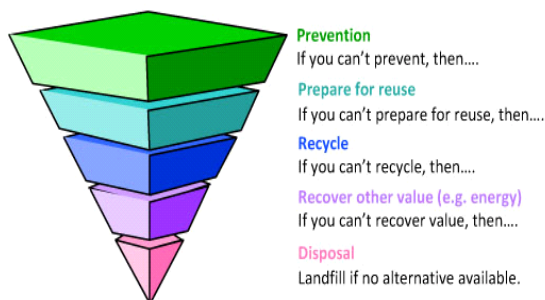 Prevention
If you can't prevent, then....
Prepare for reuse
If you can't prepare for reuse, then....
Recycle
If you can't recycle, then....
Recover other value (e.g. energy)
If you can't recover value, then....
Disposal
Landfill if no alternative available.